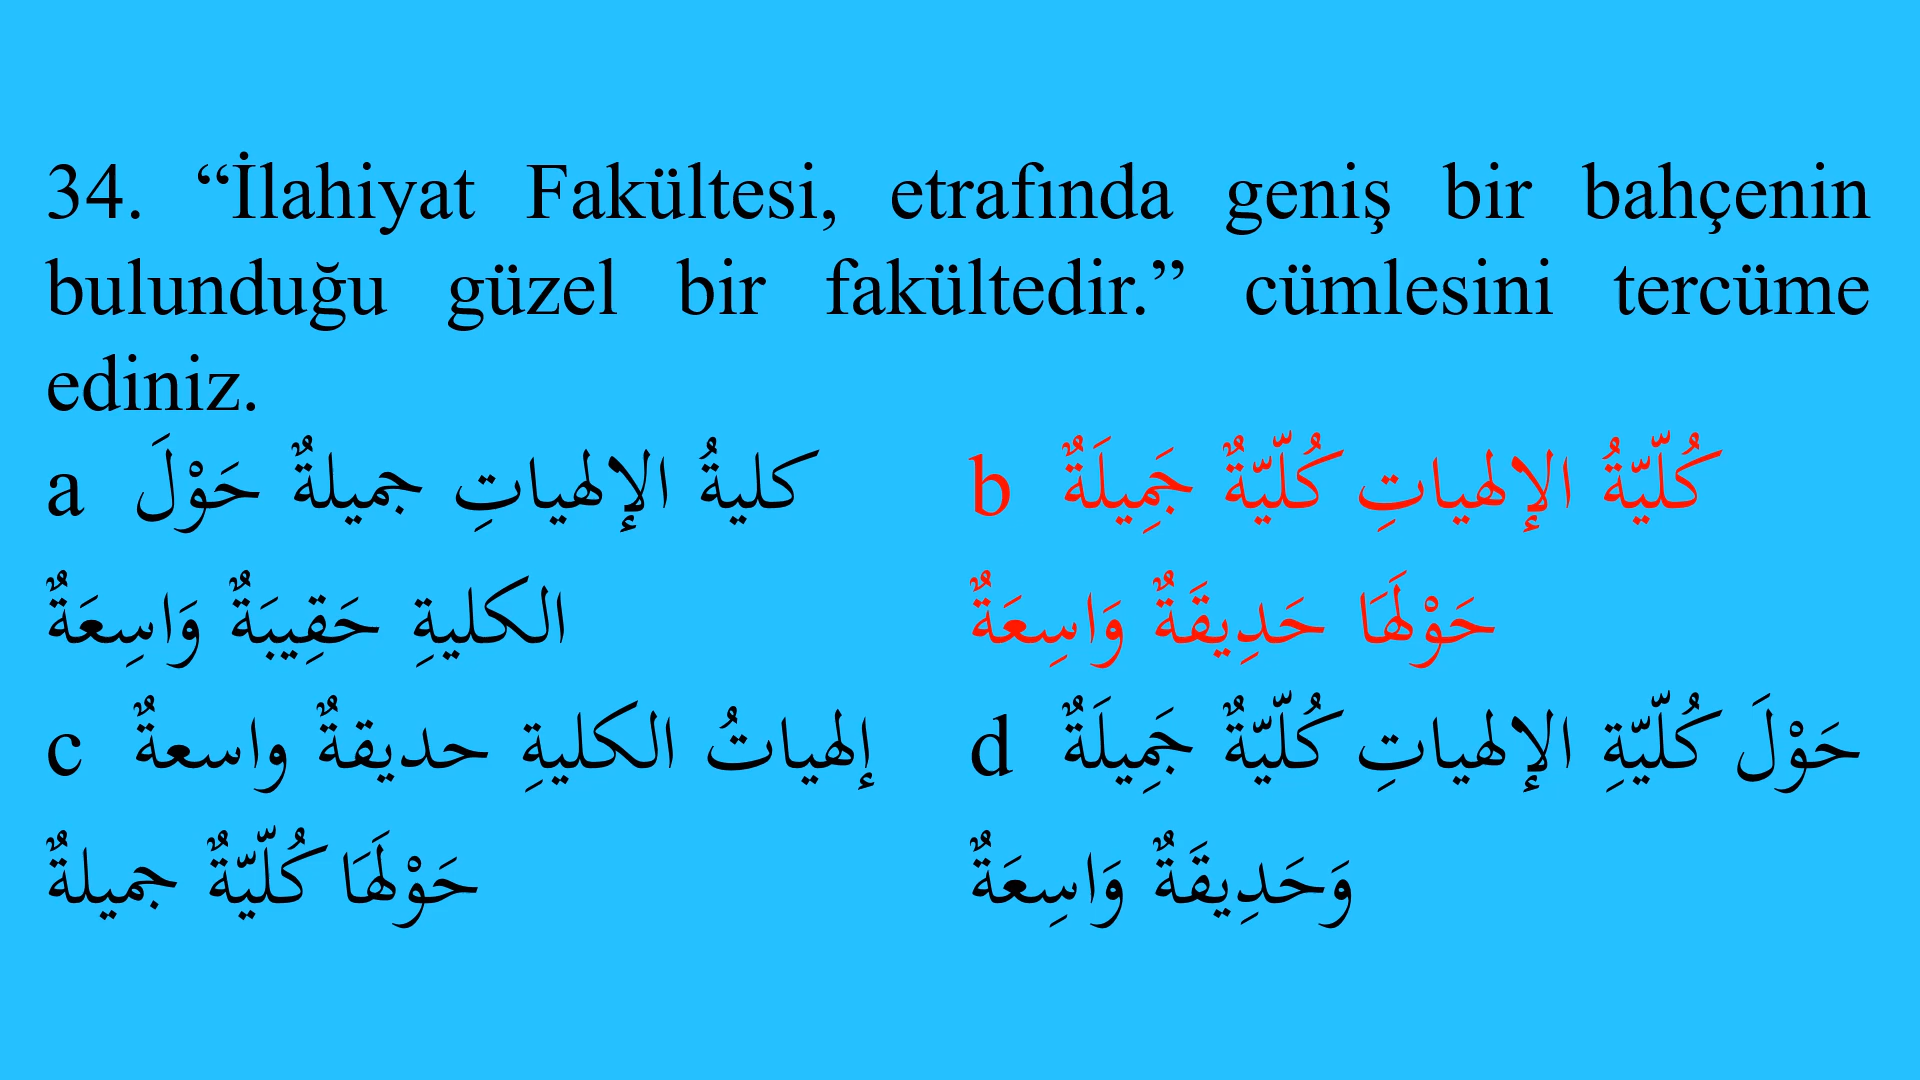 34. “İlahiyat Fakültesi, etrafında geniş bir bahçenin
bulunduğu güzel bir fakültedir.” cümlesini tercüme
ediniz.
a كليةُ الإلهياتِ جميلةٌ حَوْلَ
الكليةِ حَقِيبَةٌ وَاسِعَةٌ
b كُلّيّةُ الإلهياتِ كُلّيّةٌ جَمِيلَةٌ
حَوْلَهَا حَدِيقَةٌ وَاسِعَةٌ
c إلهياتُ الكليةِ حديقةٌ واسعةٌ
حَوْلَهَا كُلّيّةٌ جميلةٌ
d حَوْلَ كُلّيّةِ الإلهياتِ كُلّيّةٌ جَمِيلَةٌ
وَحَدِيقَةٌ وَاسِعَةٌ